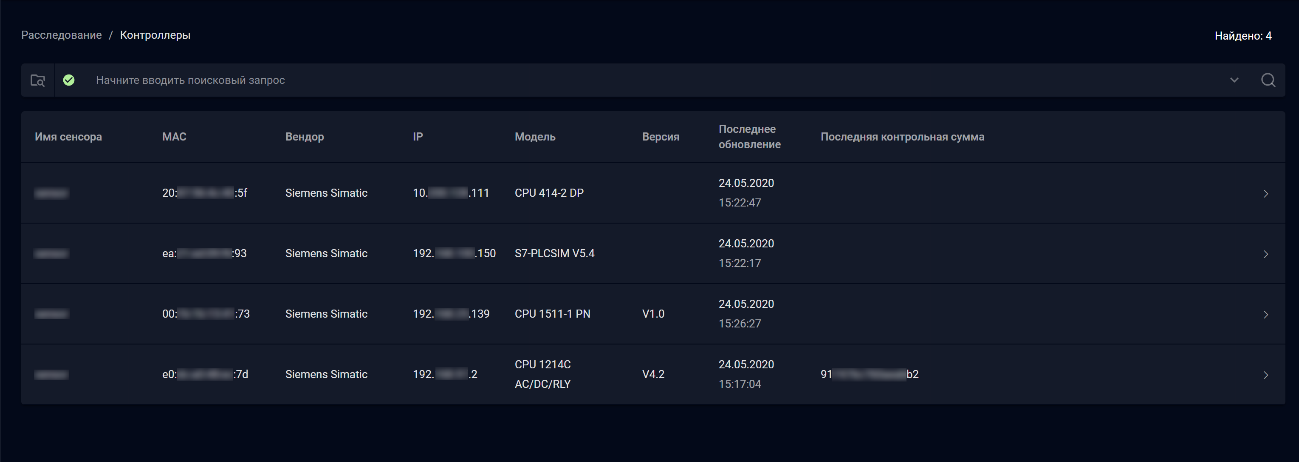 Расследование / Контроллеры
Найдено: 4
Начните вводить поисковый запрос
Имя сенсора MAC Вендор IP Модель Версия Последнее обновление Последняя контрольная сумма
20: :5f Siemens Simatic 10. .111 CPU 414-2 DP 24.05.2020
15:22:47
ea: :93 Siemens Simatic 192. .150 S7-PLCSIM V5.4 24.05.2020
15:22:17
00: :73 Siemens Simatic 192. .139 CPU 1511-1 PN V1.0 24.05.2020
15:26:27
e0: :7d Siemens Simatic 192. .2 CPU 1214C AC/DC/RLY V4.2 24.05.2020
15:17:04
91 b2